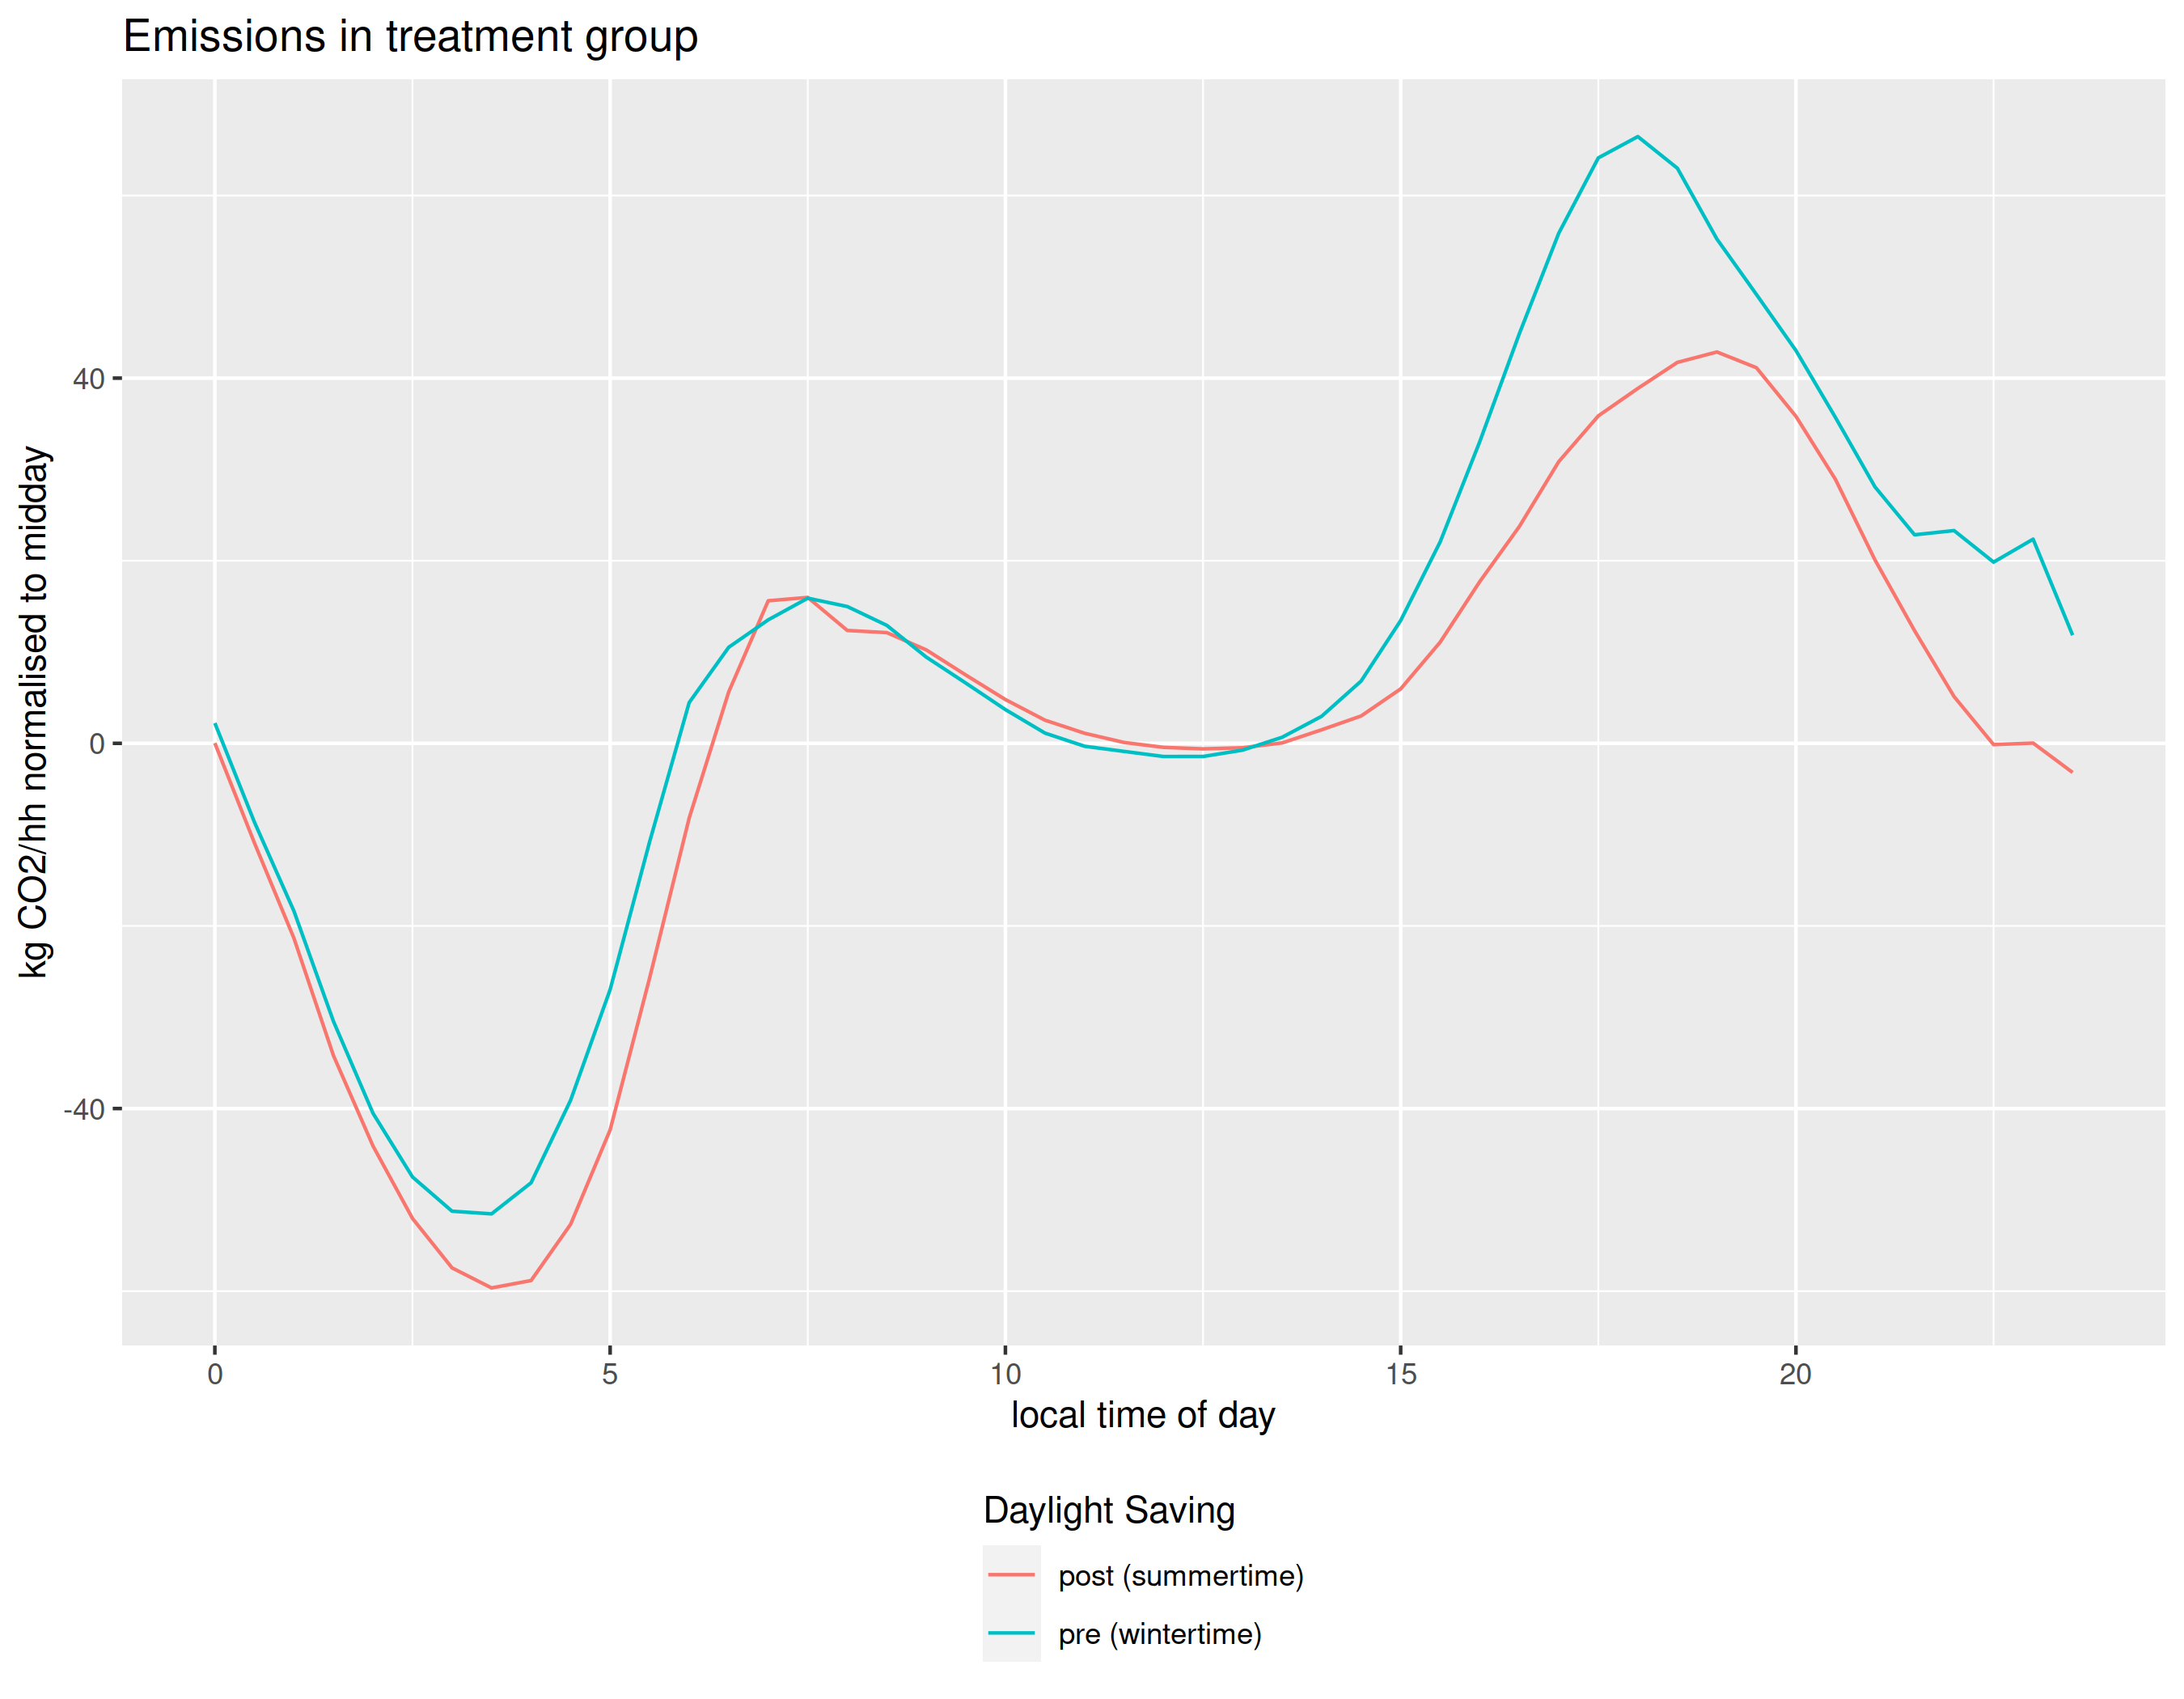 Emissions in treatment group
kg CO2/hh normalised to midday
40
0
-40
0
5
10
15
20
local time of day
Daylight Saving
post (summertime)
pre (wintertime)